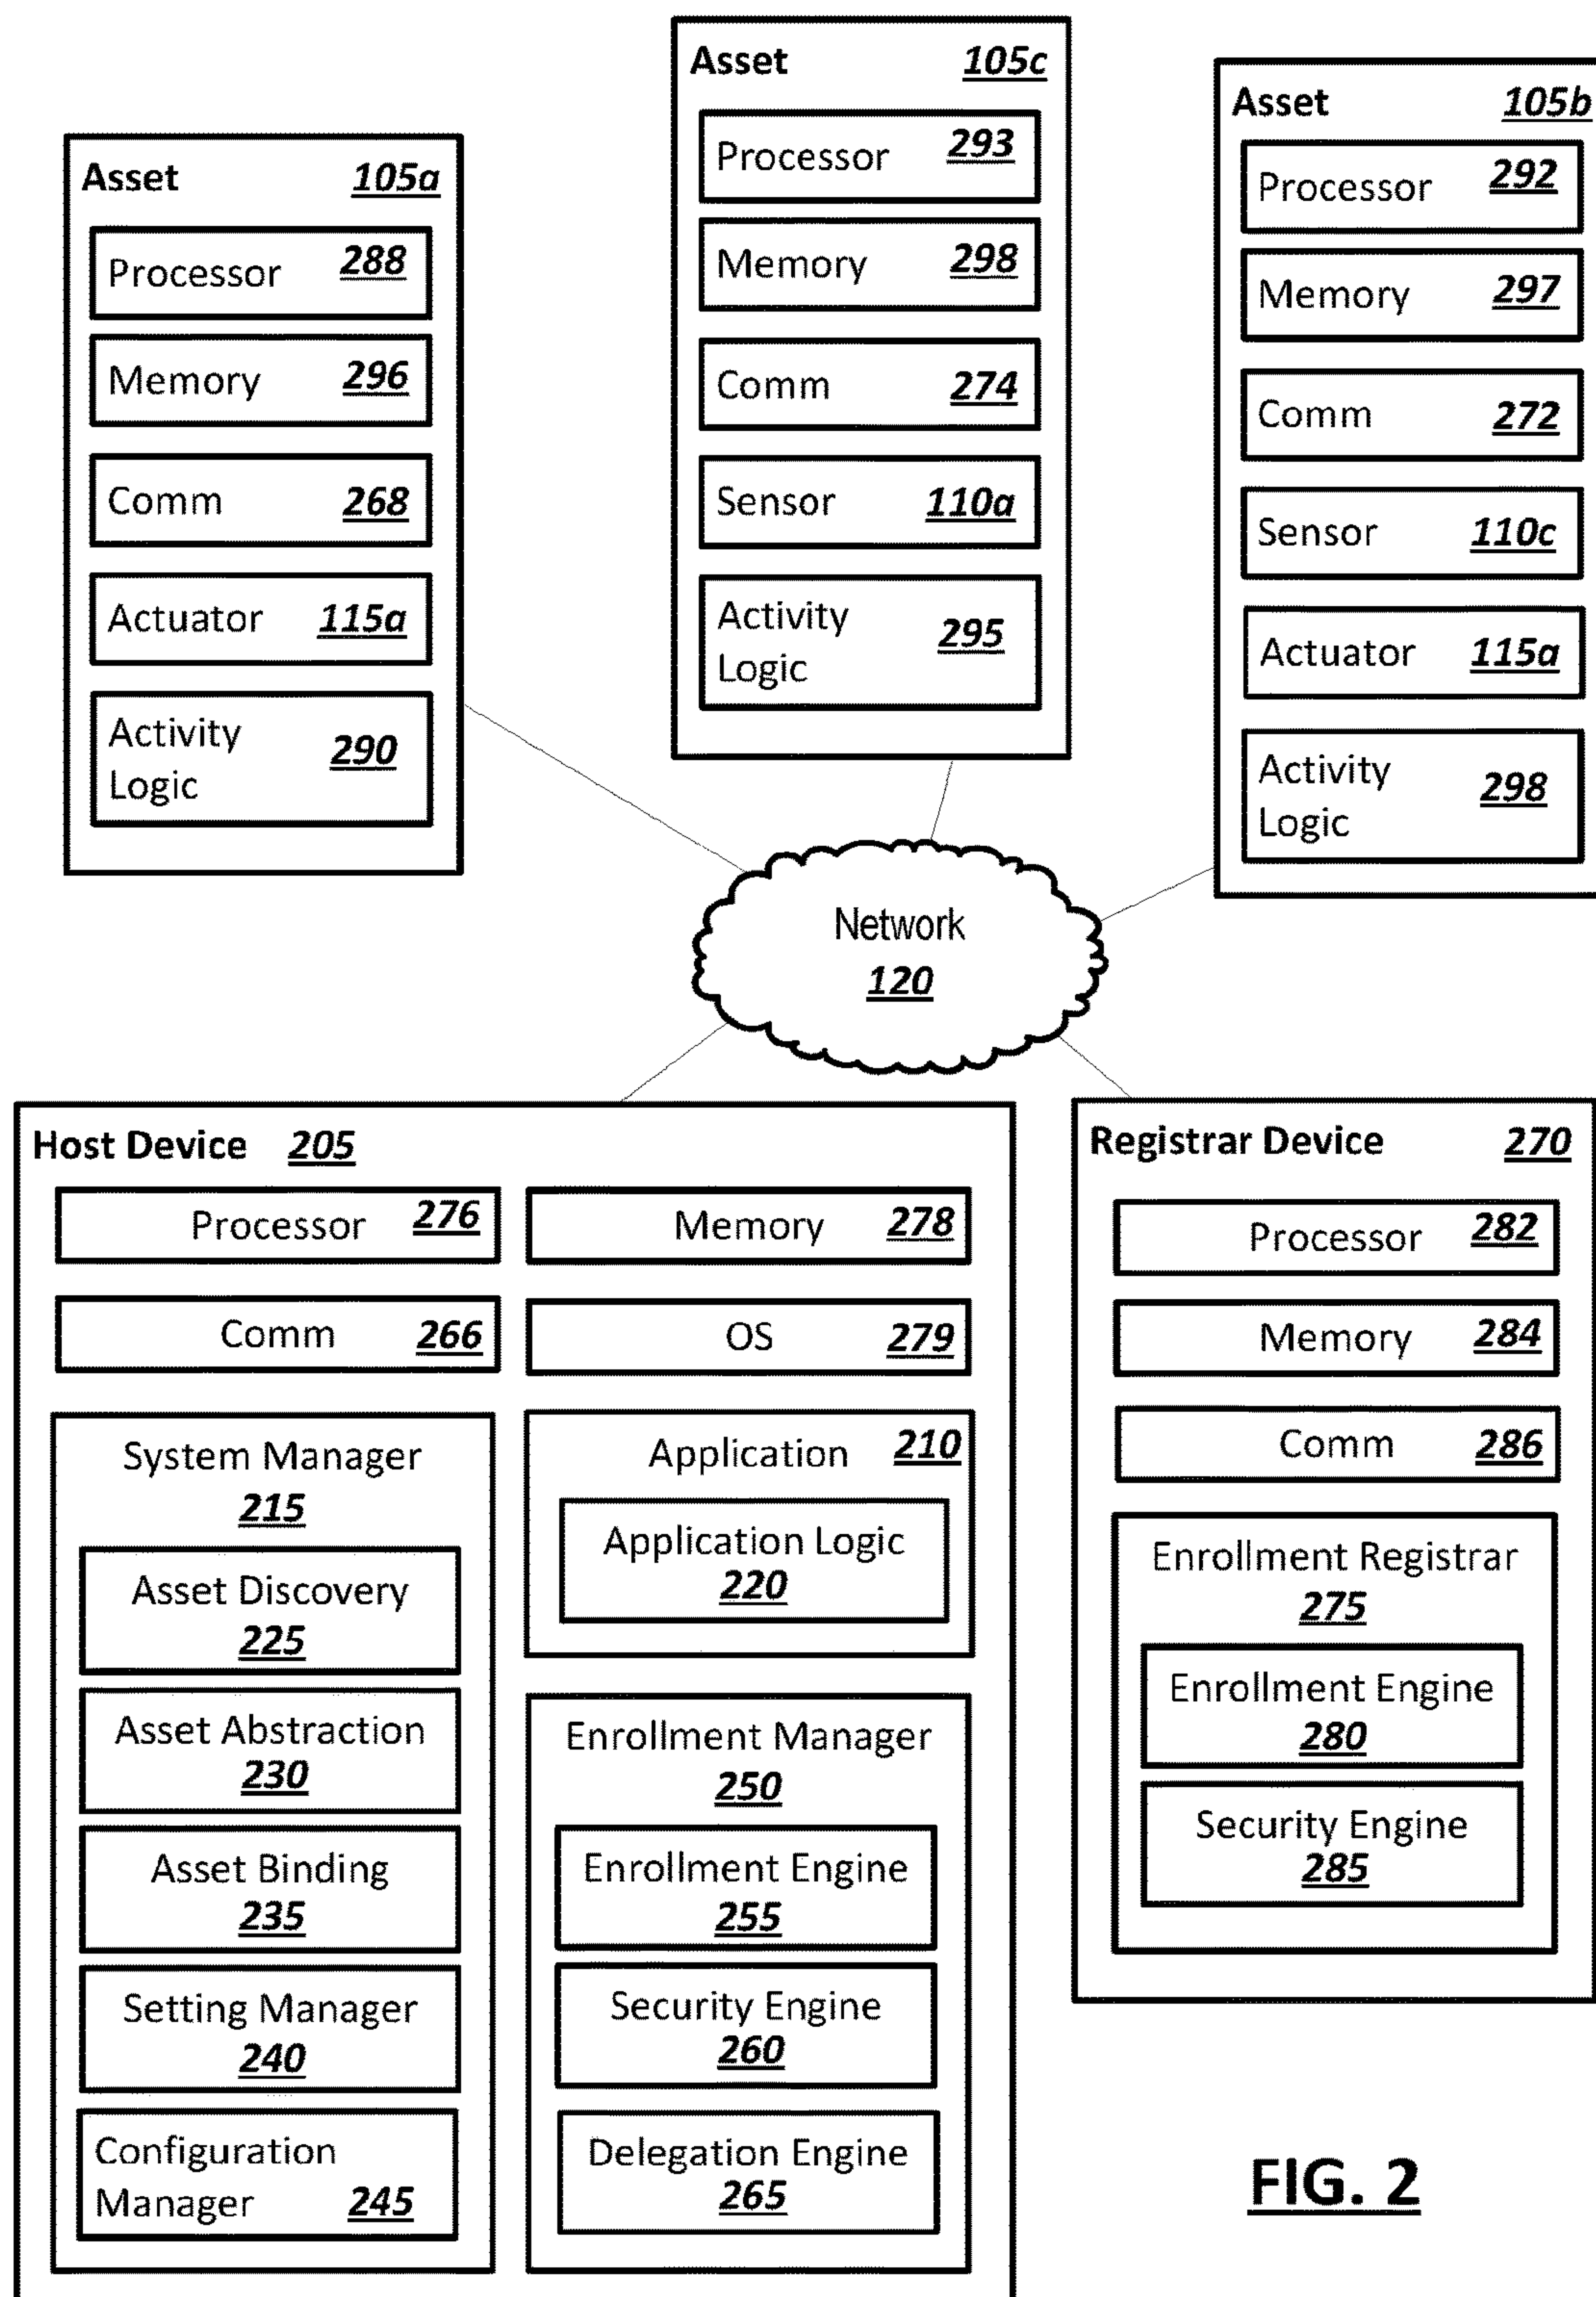 Asset 105a
Processor 288
Memory 296
Comm 268
Actuator 115a
Activity
Logic 290
Asset 105c
Processor 293
Memory 298
Comm 274
Sensor 110a
Activity
Logic 295
Asset 105b
Processor 292
Memory 297
Comm 272
Sensor 110c
Actuator 115a
Activity
Logic 298
Network
120
Host Device 205
Processor 276
Memory 278
Comm 266
OS 279
System Manager
215
Asset Discovery
225
Asset Abstraction
230
Asset Binding
235
Setting Manager
240
Configuration
Manager 245
Application 210
Application Logic
220
Enrollment Manager
250
Enrollment Engine
255
Security Engine
260
Delegation Engine
265
Registrar Device 270
Processor 282
Memory 284
Comm 286
Enrollment Registrar
275
Enrollment Engine
280
Security Engine
285
FIG. 2